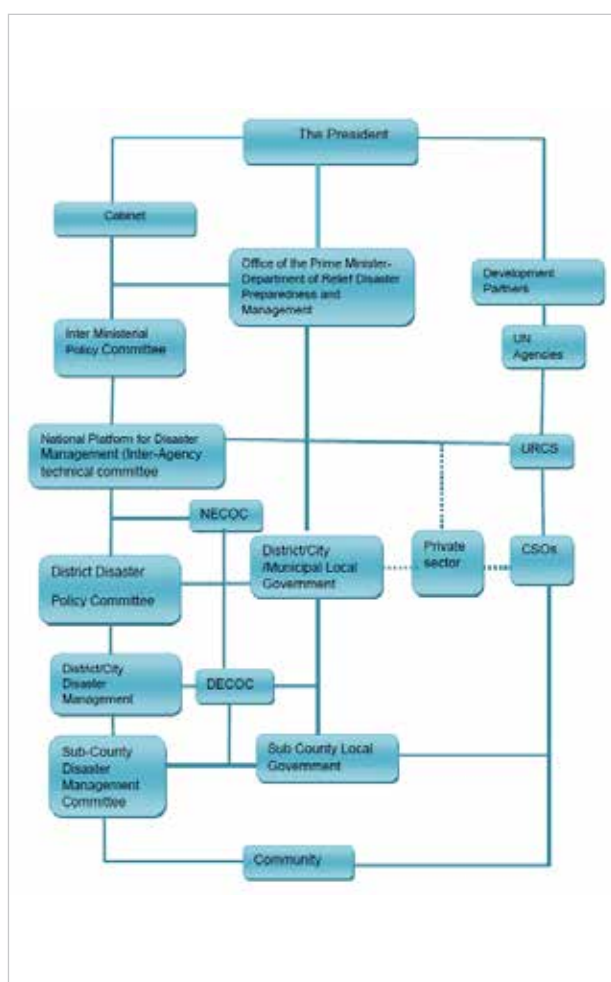 The President
Cabinet
Office of the Prime Minister-
Department of Relief Disaster
Preparedness and
Management
Development
Partners
Inter Ministerial
Policy Committee
UN
Agencies
National Platform for Disaster
Management (Inter-Agency
technical committee
URCS
NECOC
District/City
/Municipal Local
Government
Private
sector
CSOs
District Disaster
Policy Committee
District/City
Disaster
Management
DECOC
Sub-County
Disaster
Management
Committee
Sub County Local
Government
Community